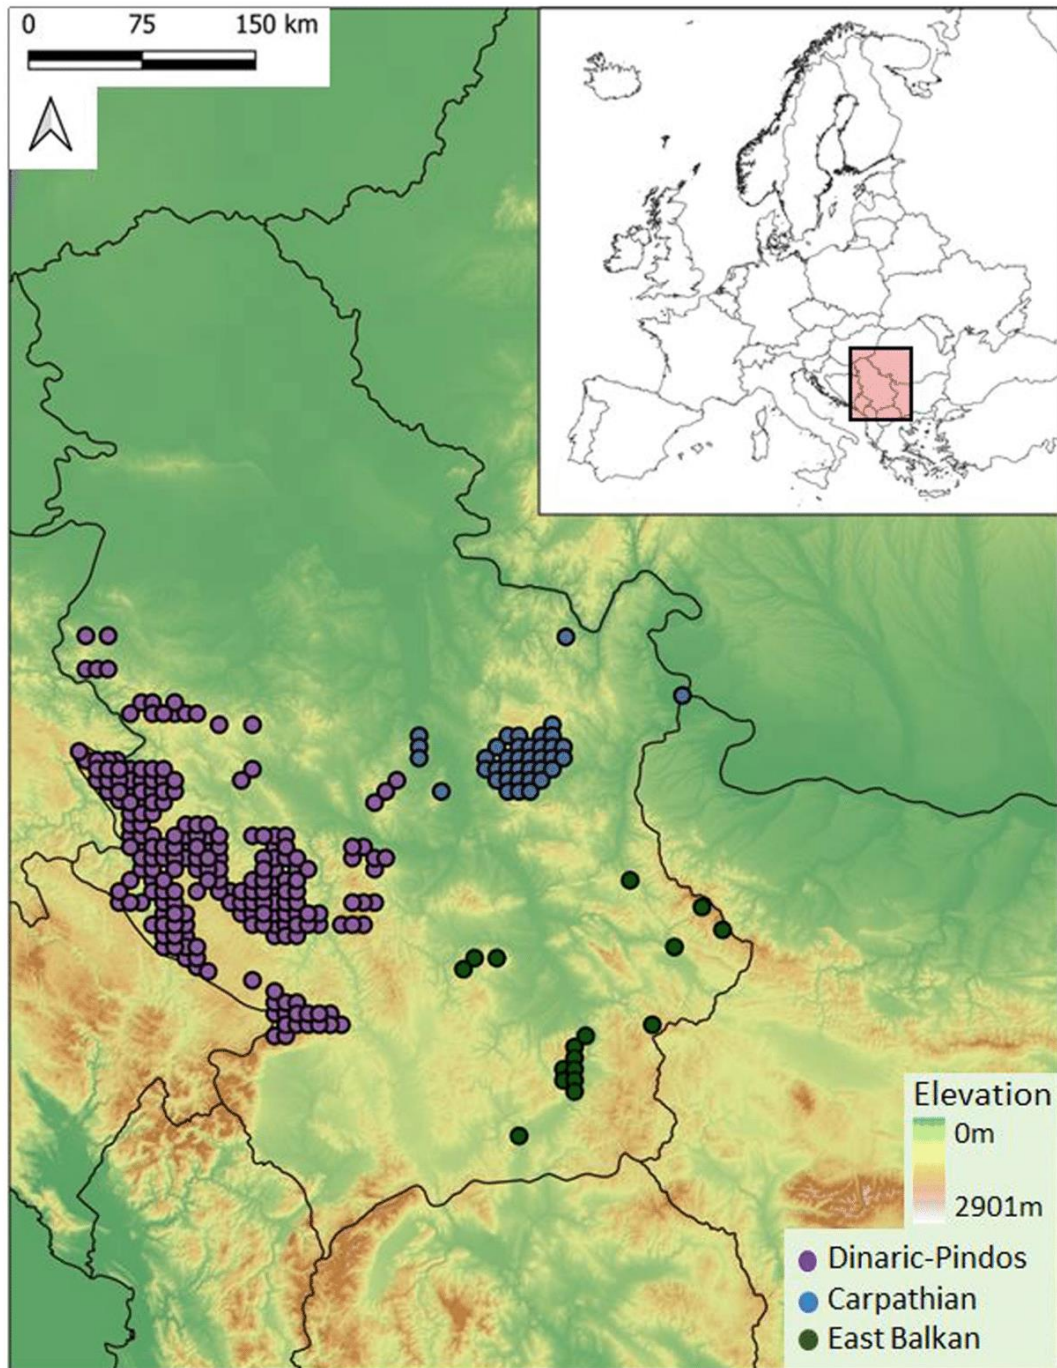 0 75 150 km
Elevation
0m
2901m
Dinaric-Pindos
Carpathian
East Balkan